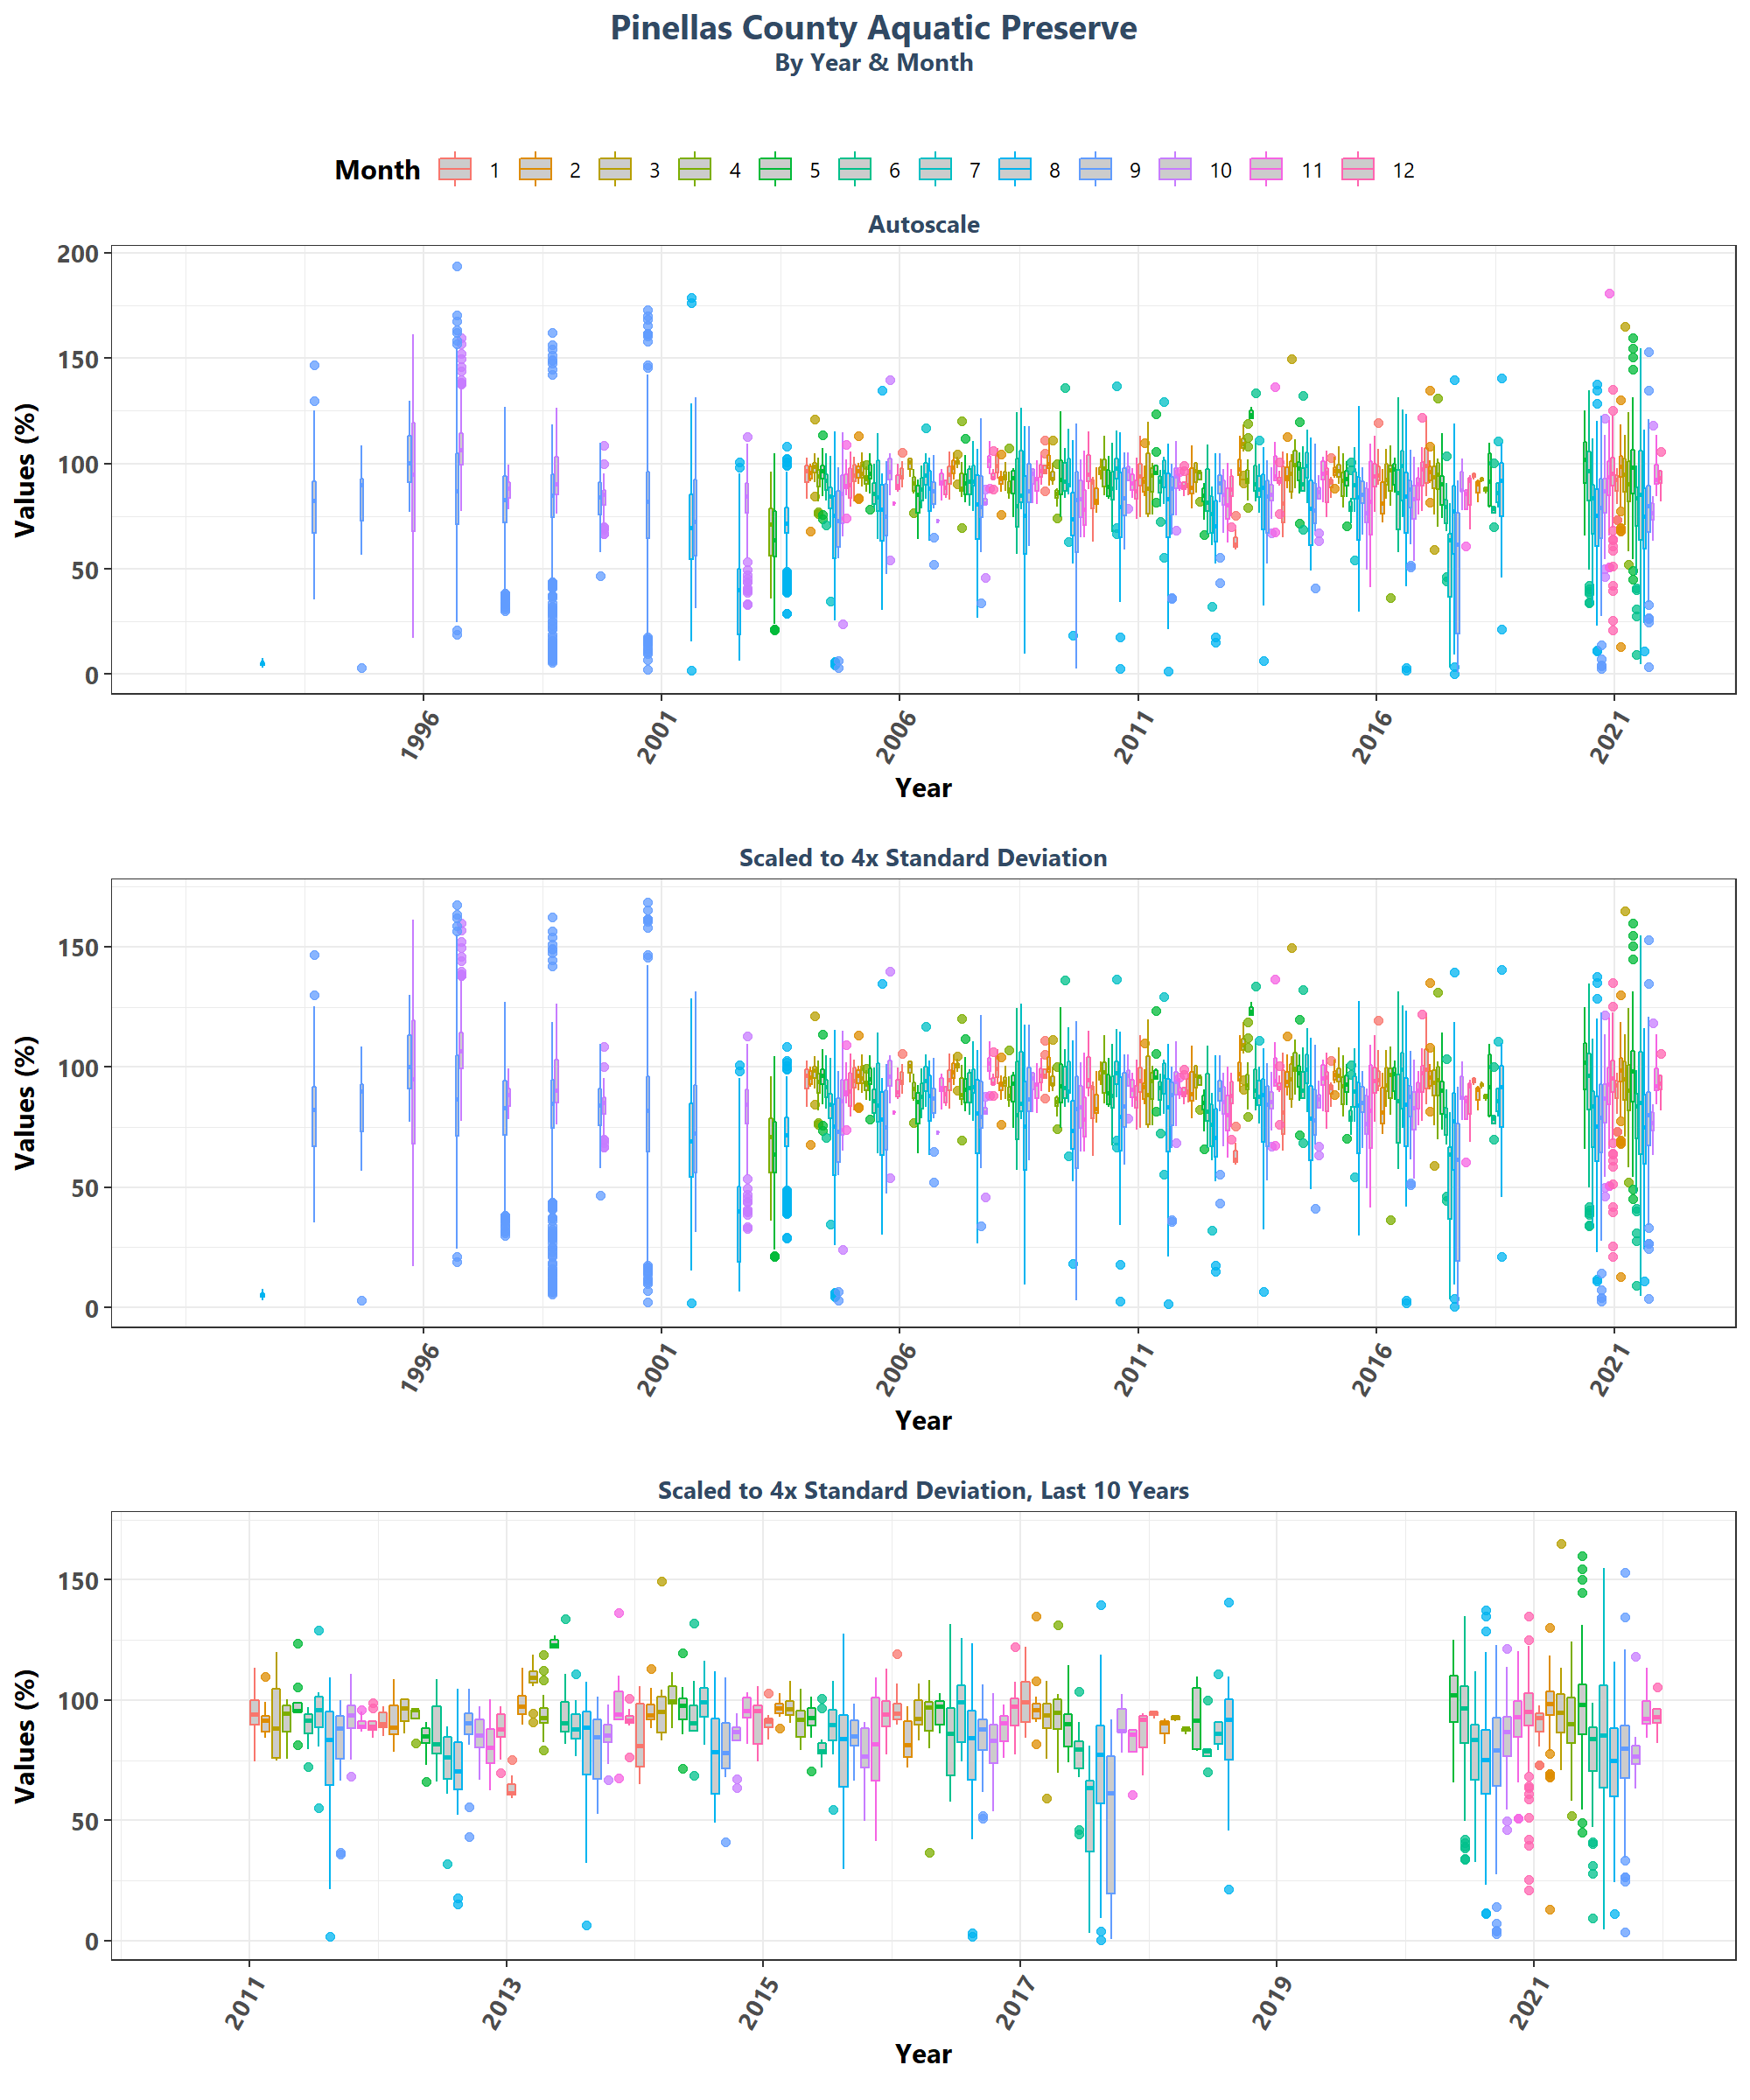 Pinellas County Aquatic Preserve
By Year & Month
Month 1 2 3 4 5 6 7 8 9 10 11 12
Autoscale
Values (%)
200
150
100
50
0
1996 2001 2006 2011 2016 2021
Year
Scaled to 4x Standard Deviation
Values (%)
150
100
50
0
1996 2001 2006 2011 2016 2021
Year
Scaled to 4x Standard Deviation, Last 10 Years
Values (%)
150
100
50
0
2011 2013 2015 2017 2019 2021
Year